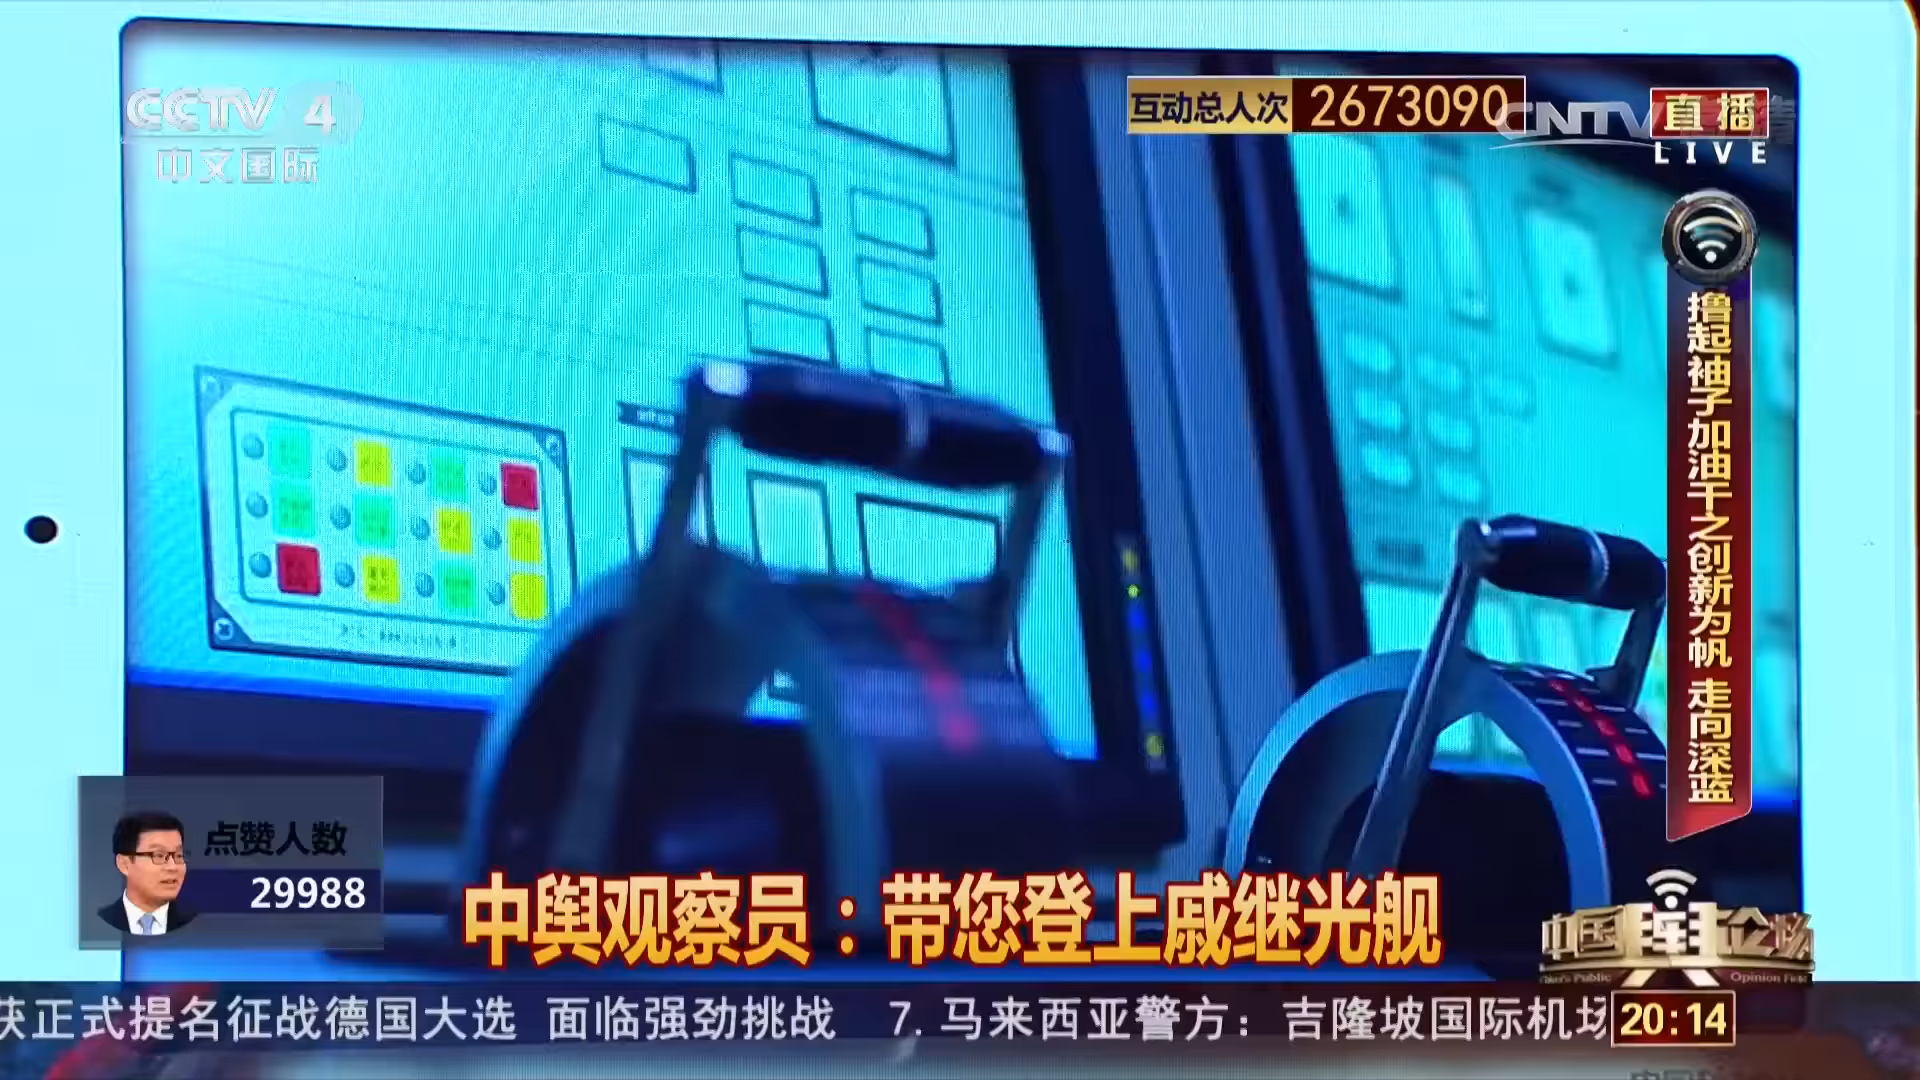 CCTV 4
中文国际
互动总人次 2673090
CNTV
直播
LIVE
撸起袖子加油干之创新为帆 走向深蓝
点赞人数
29988
中舆观察员：带您登上戚继光舰
中国舆论场
Public Opinion
获正式提名征战德国大选 面临强劲挑战 7. 马来西亚警方：吉隆坡国际机场
20:14